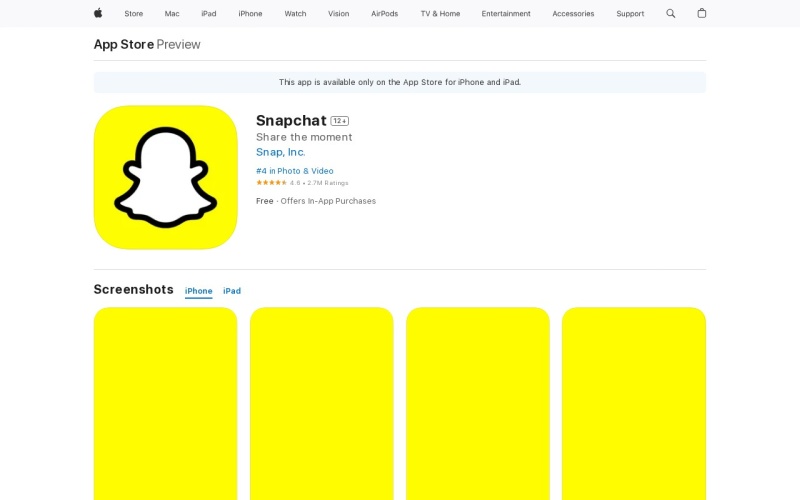 Store Mac iPad iPhone Watch Vision AirPods TV & Home Entertainment Accessories Support
App Store Preview
This app is available only on the App Store for iPhone and iPad.
Snapchat 12+
Share the moment
Snap, Inc.
#4 in Photo & Video
4.6 • 2.7M Ratings
Free · Offers In-App Purchases
Screenshots iPhone iPad